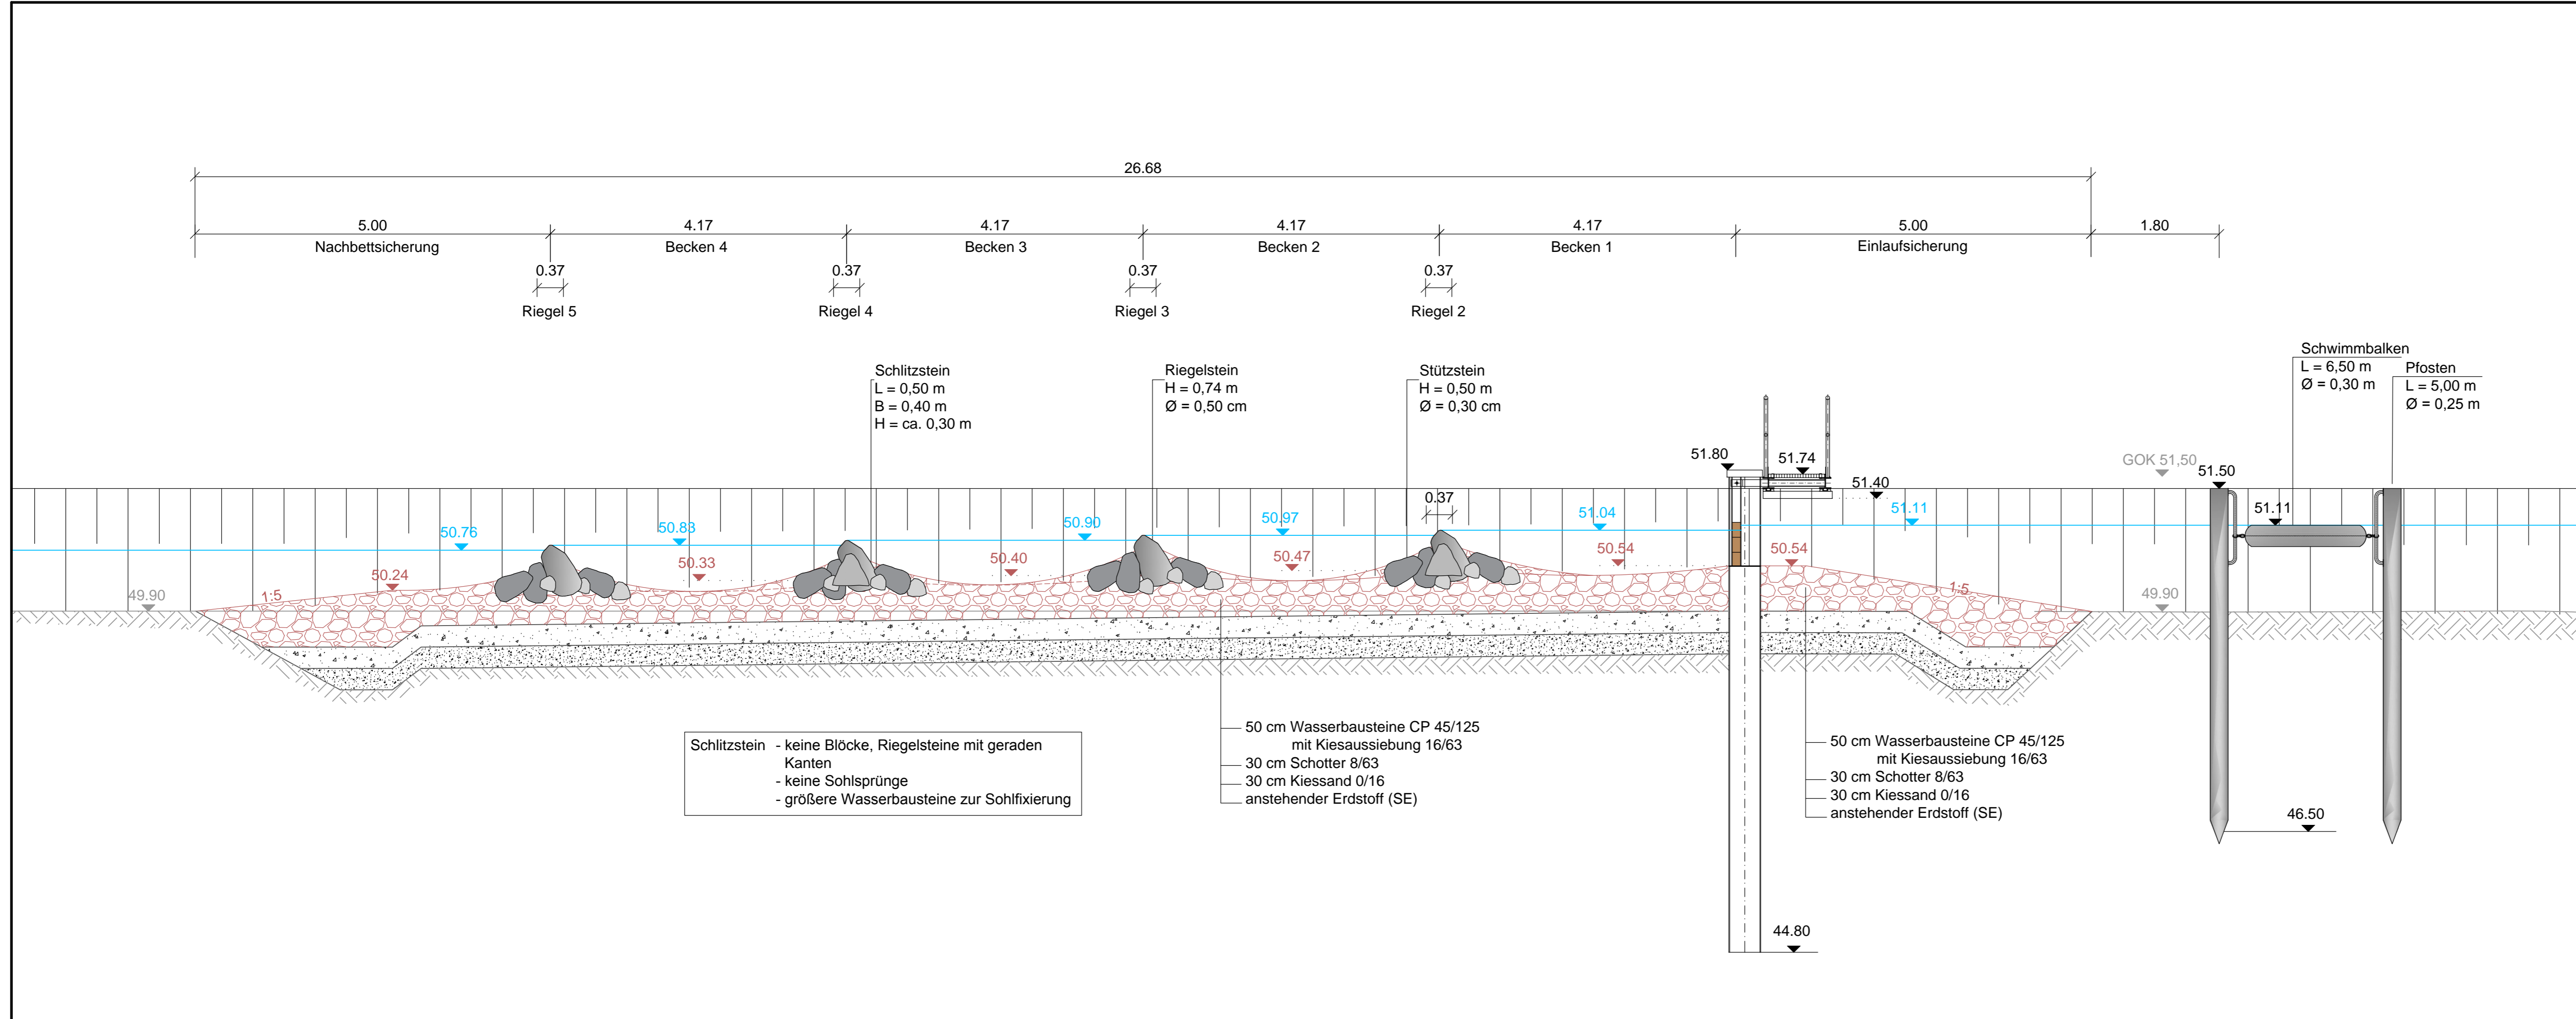 26.68
5.00
4.17
4.17
4.17
4.17
5.00
1.80
Nachbettsicherung
Becken 4
Becken 3
Becken 2
Becken 1
Einlaufsicherung
0.37
0.37
0.37
0.37
Riegel 5
Riegel 4
Riegel 3
Riegel 2
Schlitzstein
L = 0,50 m
B = 0,40 m
H = ca. 0,30 m
Riegelstein
H = 0,74 m
Ø = 0,50 cm
Stützstein
H = 0,50 m
Ø = 0,30 cm
Schwimmbalken
L = 6,50 m
Ø = 0,30 m
Pfosten
L = 5,00 m
Ø = 0,25 m
51.80
51.74
51.40
GOK 51,50
51.50
0.37
50.76
50.83
50.90
50.97
51.04
51.11
51.11
50.24
50.33
50.40
50.47
50.54
50.54
49.90
1:5
1:5
49.90
50 cm Wasserbausteine CP 45/125
mit Kiesaussiebung 16/63
30 cm Schotter 8/63
30 cm Kiessand 0/16
anstehender Erdstoff (SE)
50 cm Wasserbausteine CP 45/125
mit Kiesaussiebung 16/63
30 cm Schotter 8/63
30 cm Kiessand 0/16
anstehender Erdstoff (SE)
Schlitzstein - keine Blöcke, Riegelsteine mit geraden
Kanten
- keine Sohlsprünge
- größere Wasserbausteine zur Sohlfixierung
46.50
44.80